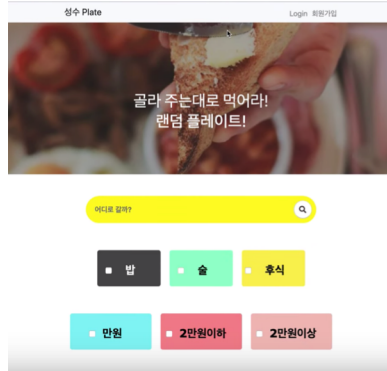 성수 Plate
Login 회원가입
골라 주는대로 먹어라!
랜덤 플레이트!
어디로 갈까?
밥 술 후식
만원 2만원이하 2만원이상